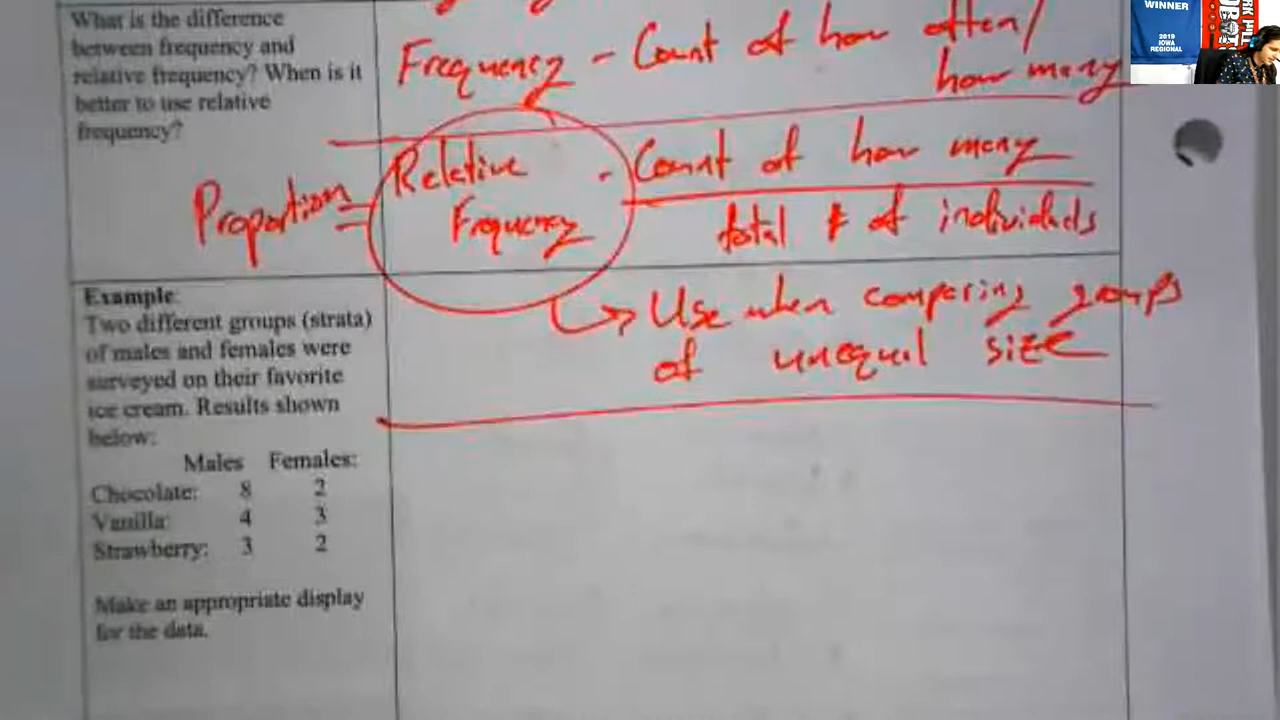 What is the difference
between frequency and
relative frequency? When is it
better to use relative
frequency?
Frequency - Count of how often/
how many
Proportion = Relative
Frequency
- Count of how many
total # of individuals
Use when comparing groups
of unequal size
Example:
Two different groups (strata)
of males and females were
surveyed on their favorite
ice cream. Results shown
below:
Males Females:
Chocolate: 8 2
Vanilla: 4 3
Strawberry: 3 2
Make an appropriate display
for the data.
WINNER
2019
IOWA
REGIONAL